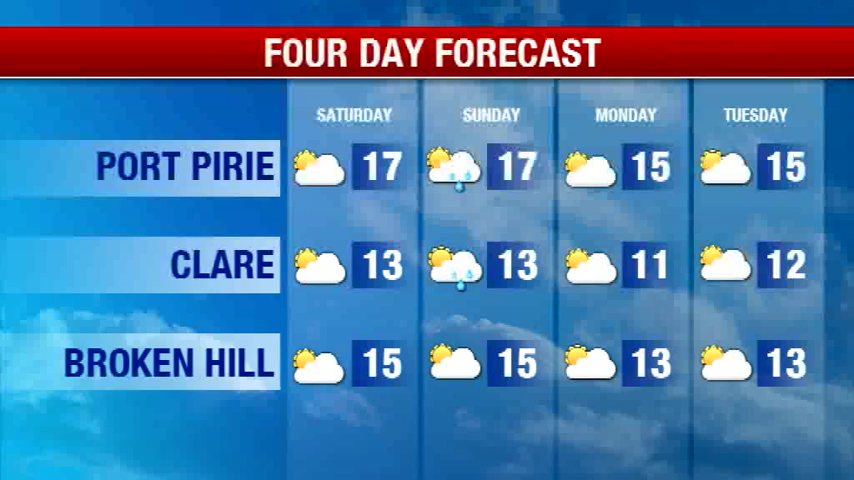 FOUR DAY FORECAST
SATURDAY SUNDAY MONDAY TUESDAY
PORT PIRIE 17 17 15 15
CLARE 13 13 11 12
BROKEN HILL 15 15 13 13